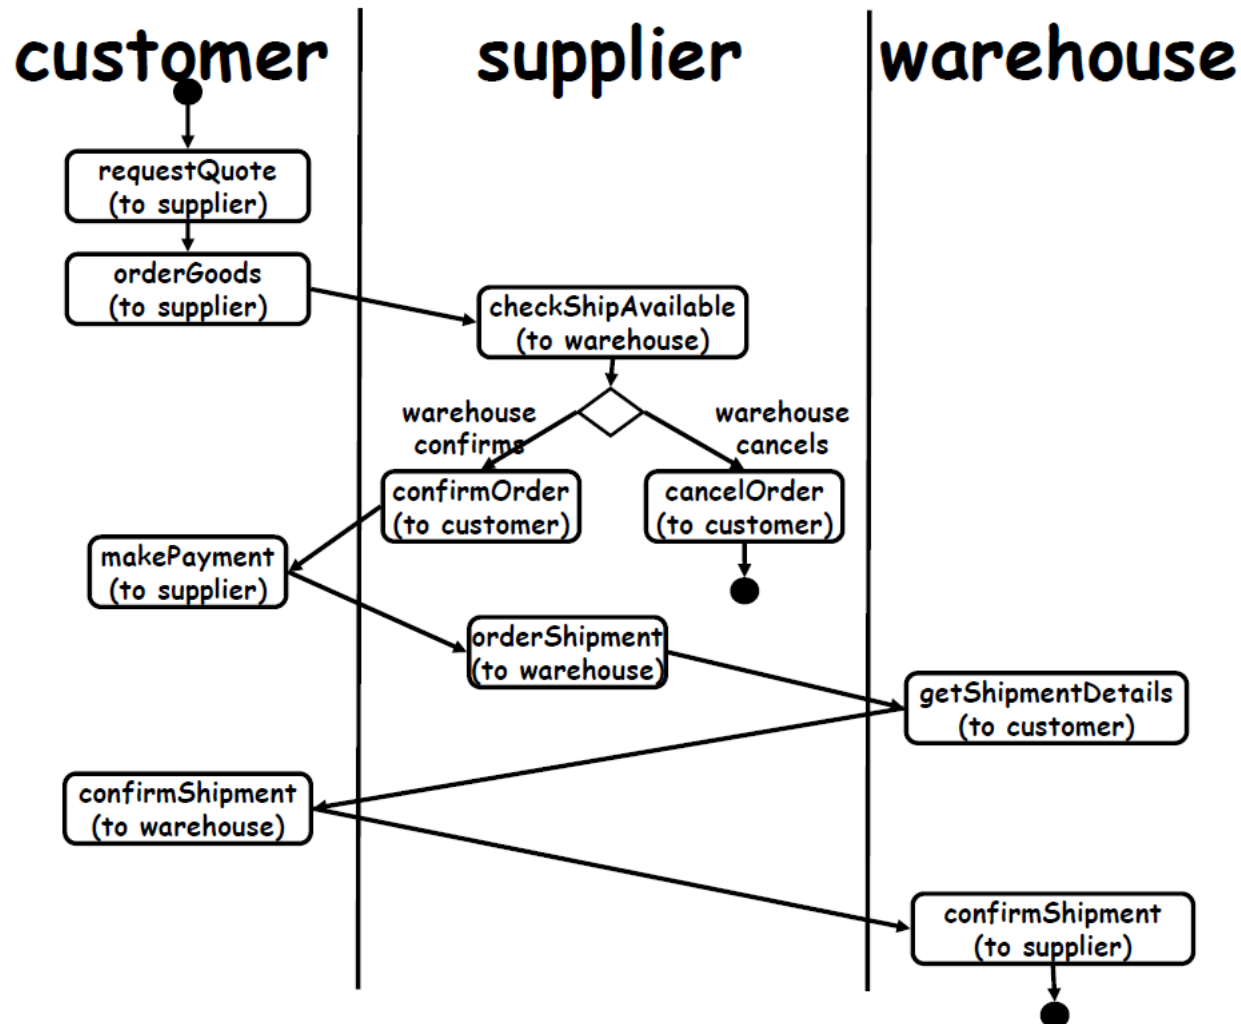 customer
supplier
warehouse
requestQuote
(to supplier)
orderGoods
(to supplier)
checkShipAvailable
(to warehouse)
warehouse
confirms
warehouse
cancels
confirmOrder
(to customer)
cancelOrder
(to customer)
makePayment
(to supplier)
orderShipment
(to warehouse)
getShipmentDetails
(to customer)
confirmShipment
(to warehouse)
confirmShipment
(to supplier)